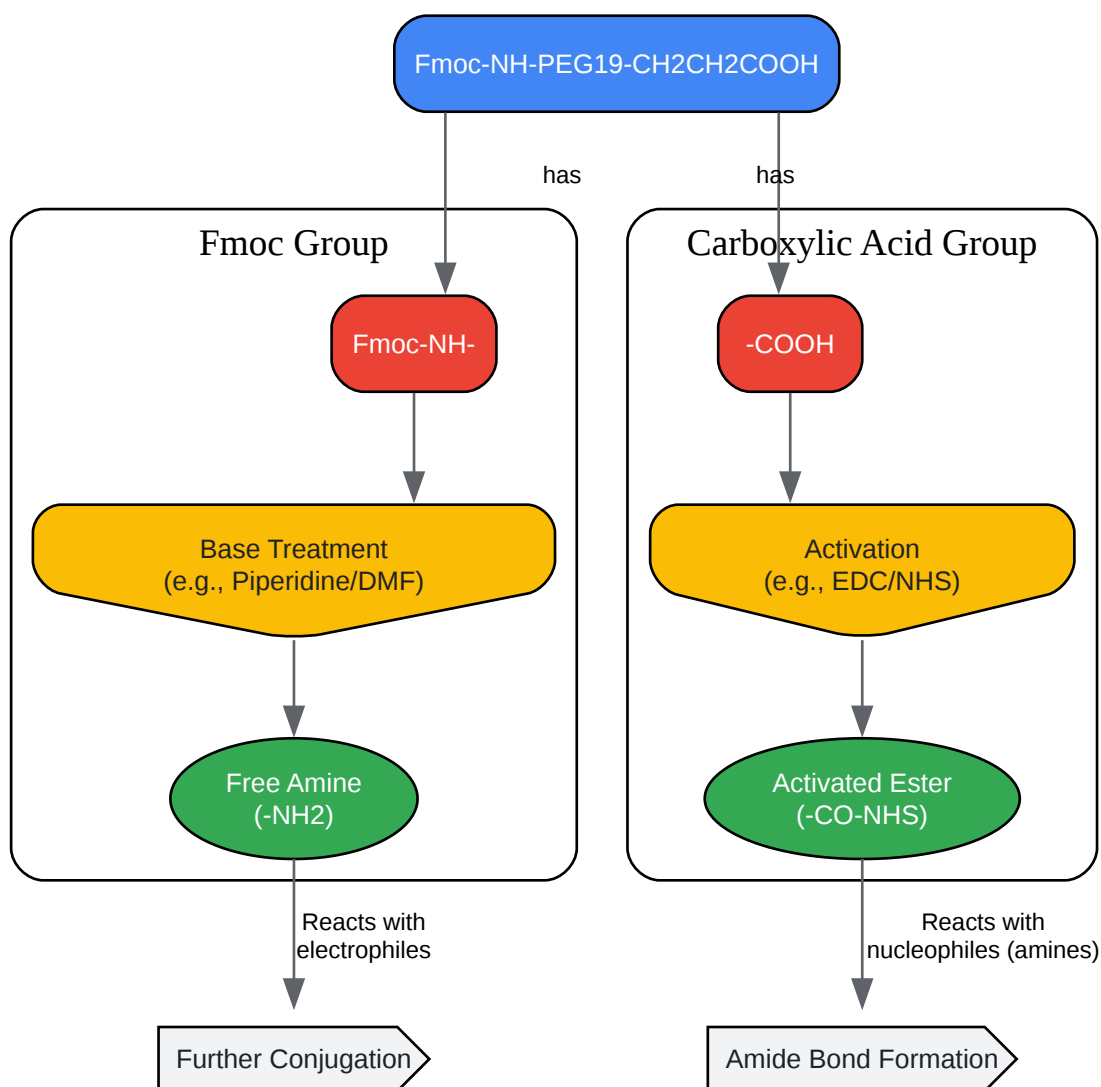 Fmoc-NH-PEG19-CH2CH2COOH
has
has
Fmoc Group
Fmoc-NH-
Base Treatment
(e.g., Piperidine/DMF)
Free Amine
(-NH2)
Reacts with
electrophiles
Further Conjugation
Carboxylic Acid Group
-COOH
Activation
(e.g., EDC/NHS)
Activated Ester
(-CO-NHS)
Reacts with
nucleophiles (amines)
Amide Bond Formation